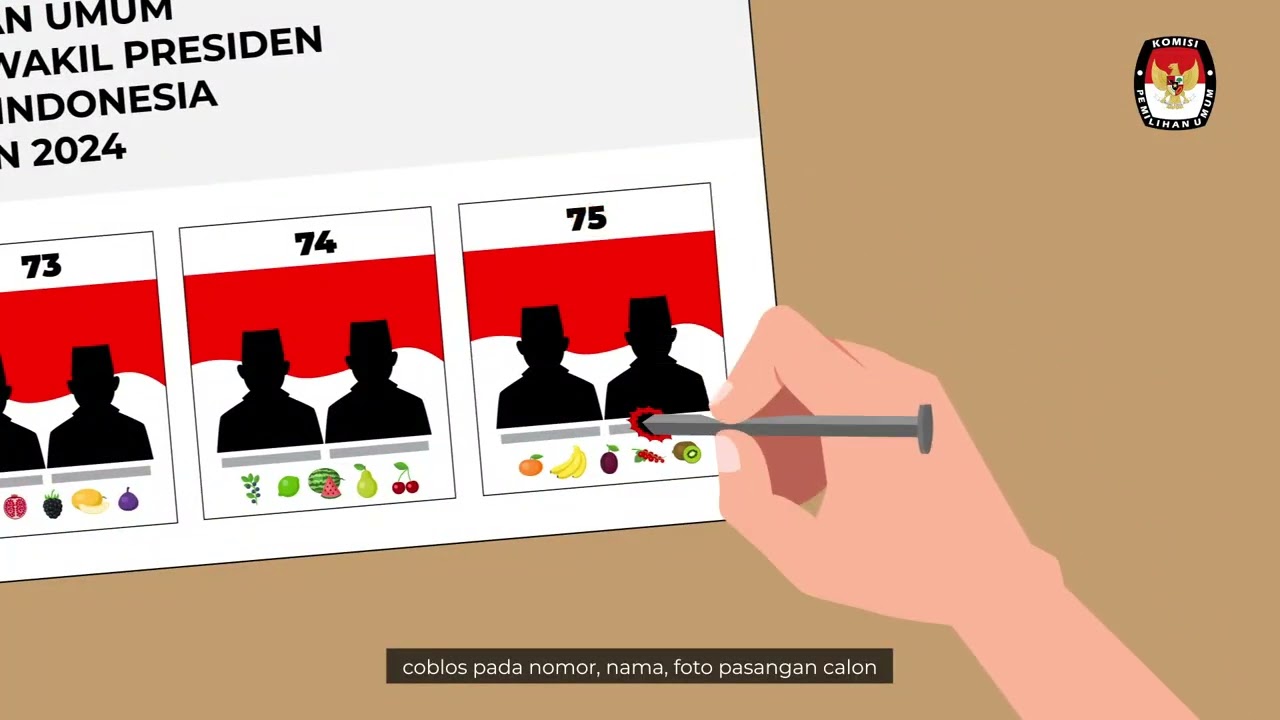 AN UMUM
WAKIL PRESIDEN
INDONESIA
N 2024
73
74
75
KOMISI
PEMILIHAN UMUM
coblos pada nomor, nama, foto pasangan calon